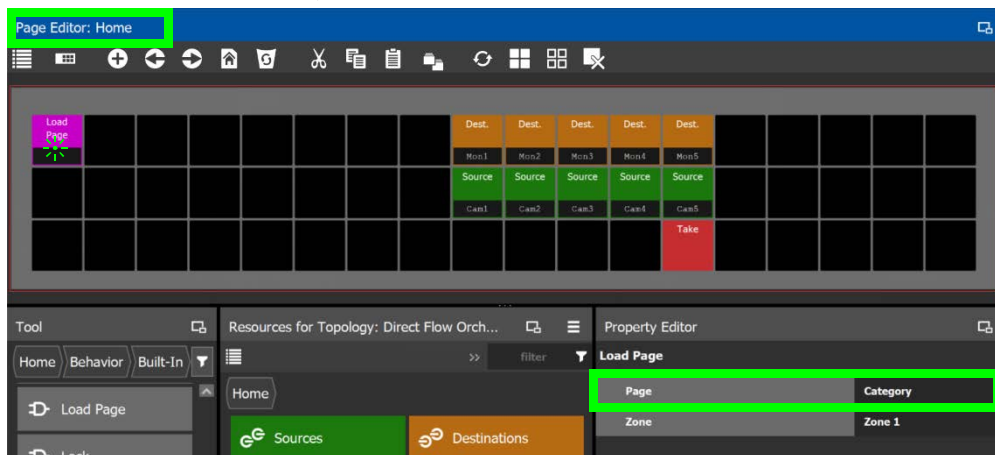 Page Editor: Home
Load
Page
Dest. Dest. Dest. Dest. Dest.
Mon1 Mon2 Mon3 Mon4 Mon5
Source Source Source Source Source
Cam1 Cam2 Cam3 Cam4 Cam5
Take
Tool
Home Behavior Built-In
Load Page
Lock
Resources for Topology: Direct Flow Orch...
>> filter
Home
Sources Destinations
Property Editor
Load Page
Page Category
Zone Zone 1